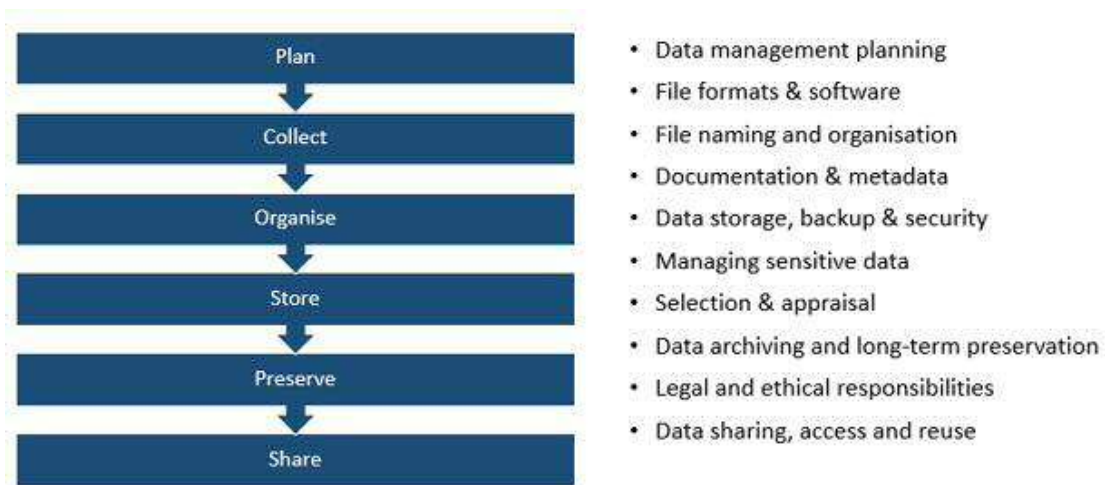 Plan
Collect
Organise
Store
Preserve
Share
• Data management planning
• File formats & software
• File naming and organisation
• Documentation & metadata
• Data storage, backup & security
• Managing sensitive data
• Selection & appraisal
• Data archiving and long-term preservation
• Legal and ethical responsibilities
• Data sharing, access and reuse